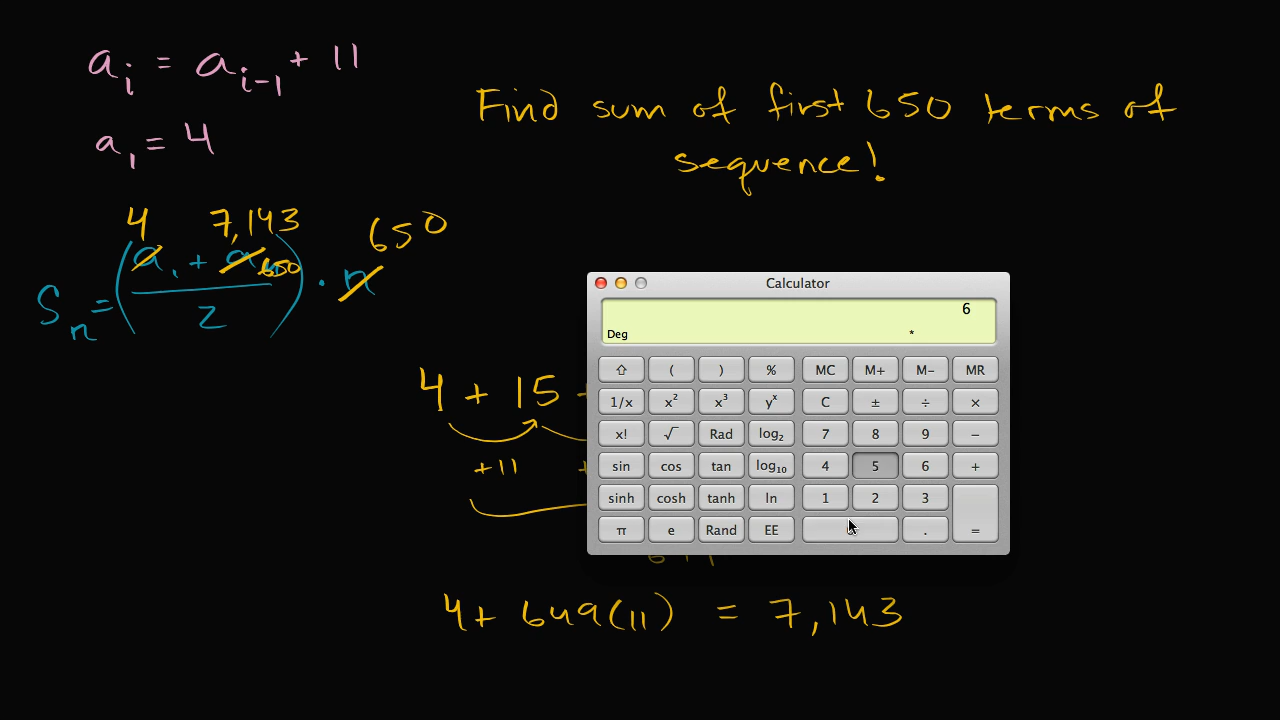 aᵢ = aᵢ₋₁ + 11
Find sum of first 650 terms of
sequence!
a₁ = 4
4 7,143 650
Sₙ = (a₁ + a₆₅₀ / 2) · n
4 + 15
+11
4 + 649(11) = 7,143
Calculator
6
Deg *
⇧ ( ) % MC M+ M- MR
1/x x² x³ yˣ C ± ÷ ×
x! √ Rad log₂ 7 8 9 −
sin cos tan log₁₀ 4 5 6 +
sinh cosh tanh ln 1 2 3
π e Rand EE . =